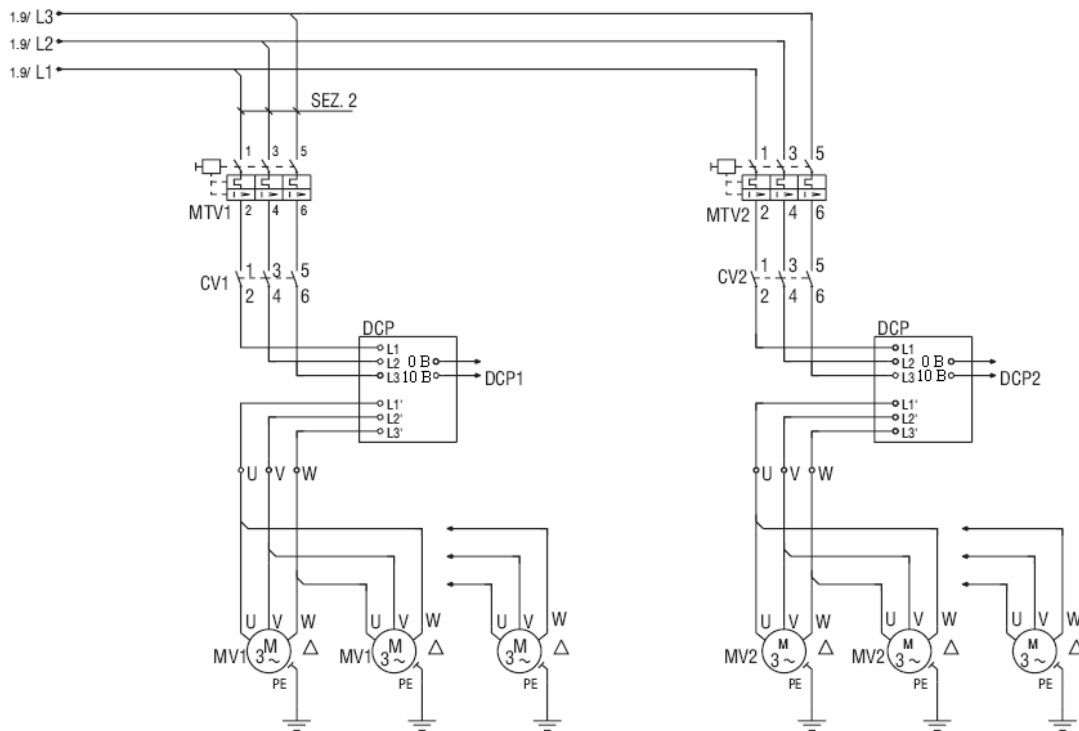 1.9/ L3
1.9/ L2
1.9/ L1
SEZ. 2
1 3 5
1 3 5
MTV1 2 4 6
MTV2 2 4 6
CV1 1 3 5
2 4 6
CV2 1 3 5
2 4 6
DCP
L1
L2 0 В
L3 10 В DCP1
L1'
L2'
L3'
DCP
L1
L2 0 В
L3 10 В DCP2
L1'
L2'
L3'
U V W
U V W
U V W U V W U V W
U V W U V W U V W
MV1 M 3~ Δ MV1 M 3~ Δ M 3~ Δ
MV2 M 3~ Δ MV2 M 3~ Δ M 3~ Δ
PE PE PE
PE PE PE